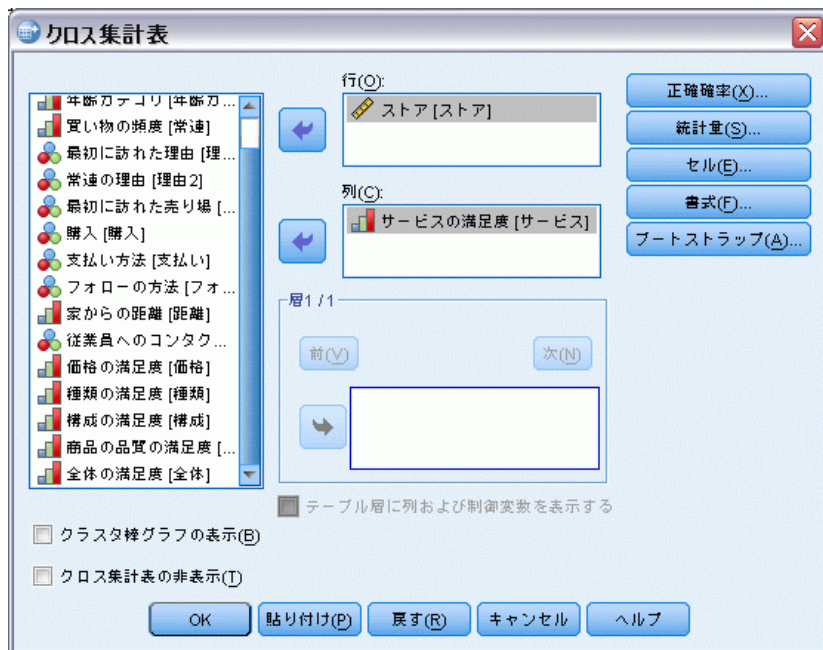 クロス集計表
年齢カテゴリ [年齢カ...
買い物の頻度 [常連]
最初に訪れた理由 [理...
常連の理由 [理由2]
最初に訪れた売り場 [...
購入 [購入]
支払い方法 [支払い]
フォローの方法 [フォ...
家からの距離 [距離]
従業員へのコンタク...
価格の満足度 [価格]
種類の満足度 [種類]
構成の満足度 [構成]
商品の品質の満足度 [...
全体の満足度 [全体]
行(O):
ストア [ストア]
列(C):
サービスの満足度 [サービス]
層1 /1
前(V)
次(N)
テーブル層に列および制御変数を表示する
正確確率(X)...
統計量(S)...
セル(E)...
書式(F)...
ブートストラップ(A)...
クラスタ棒グラフの表示(B)
クロス集計表の非表示(T)
OK
貼り付け(P)
戻す(R)
キャンセル
ヘルプ